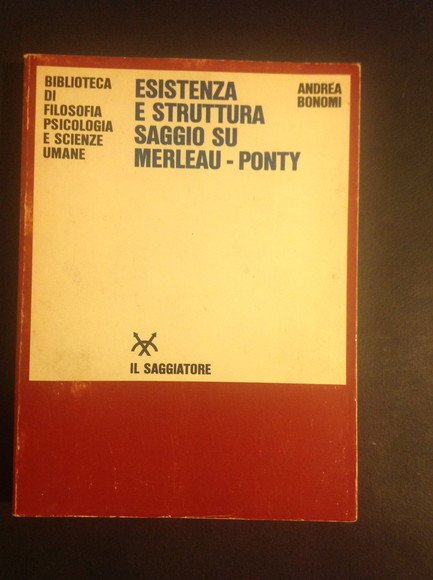 BIBLIOTECA
DI
FILOSOFIA
PSICOLOGIA
E SCIENZE
UMANE
ESISTENZA
E STRUTTURA
SAGGIO SU
MERLEAU - PONTY
ANDREA
BONOMI
IL SAGGIATORE